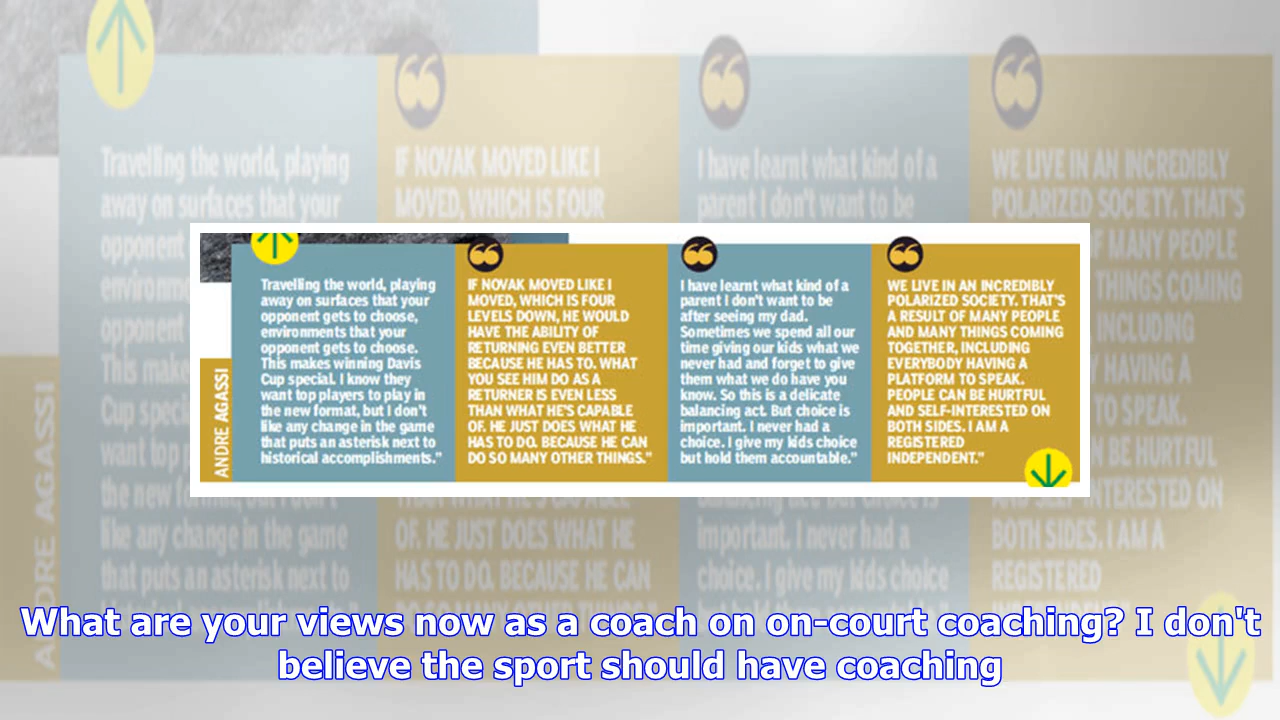 ANDRE AGASSI
Travelling the world, playing
away on surfaces that your
opponent gets to choose,
environments that your
opponent gets to choose.
This makes winning Davis
Cup special. I know they
want top players to play in
the new format, but I don't
like any change in the game
that puts an asterisk next to
historical accomplishments."
IF NOVAK MOVED LIKE I
MOVED, WHICH IS FOUR
LEVELS DOWN, HE WOULD
HAVE THE ABILITY OF
RETURNING EVEN BETTER
BECAUSE HE HAS TO. WHAT
YOU SEE HIM DO AS A
RETURNER IS EVEN LESS
THAN WHAT HE'S CAPABLE
OF. HE JUST DOES WHAT HE
HAS TO DO. BECAUSE HE CAN
DO SO MANY OTHER THINGS."
I have learnt what kind of a
parent I don't want to be
after seeing my dad.
Sometimes we spend all our
time giving our kids what we
never had and forget to give
them what we do have you
know. So this is a delicate
balancing act. But choice is
important. I never had a
choice. I give my kids choice
but hold them accountable."
WE LIVE IN AN INCREDIBLY
POLARIZED SOCIETY. THAT'S
A RESULT OF MANY PEOPLE
AND MANY THINGS COMING
TOGETHER, INCLUDING
EVERYBODY HAVING A
PLATFORM TO SPEAK.
PEOPLE CAN BE HURTFUL
AND SELF-INTERESTED ON
BOTH SIDES. I AM A
REGISTERED
INDEPENDENT."
What are your views now as a coach on on-court coaching? I don't
believe the sport should have coaching